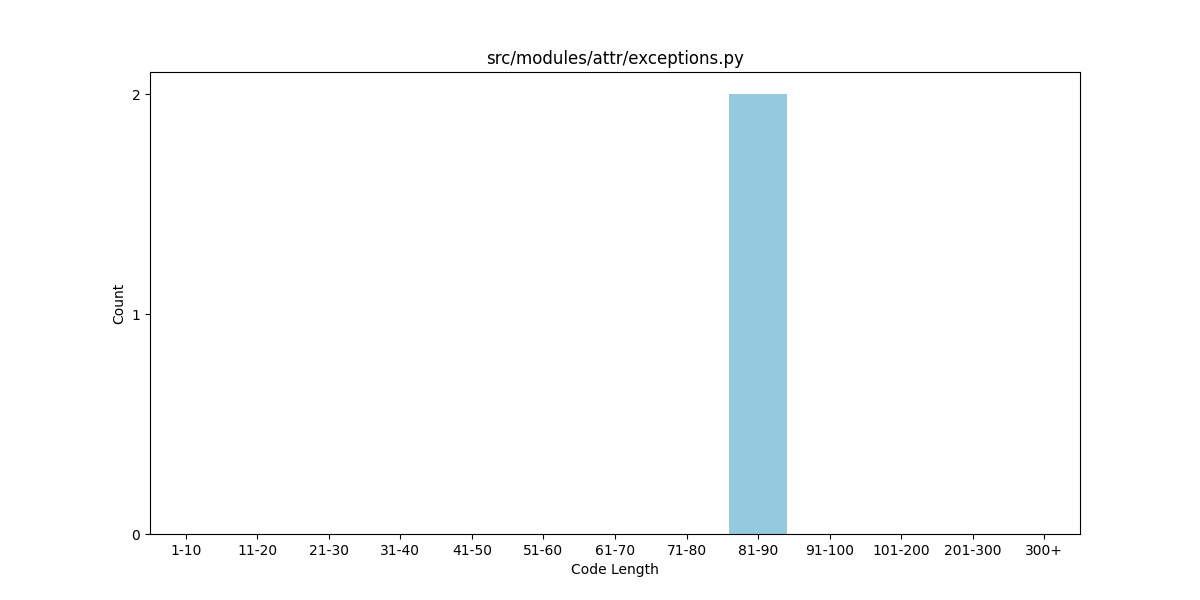 src/modules/attr/exceptions.py
2
1
0
Count
1-10 11-20 21-30 31-40 41-50 51-60 61-70 71-80 81-90 91-100 101-200 201-300 300+
Code Length